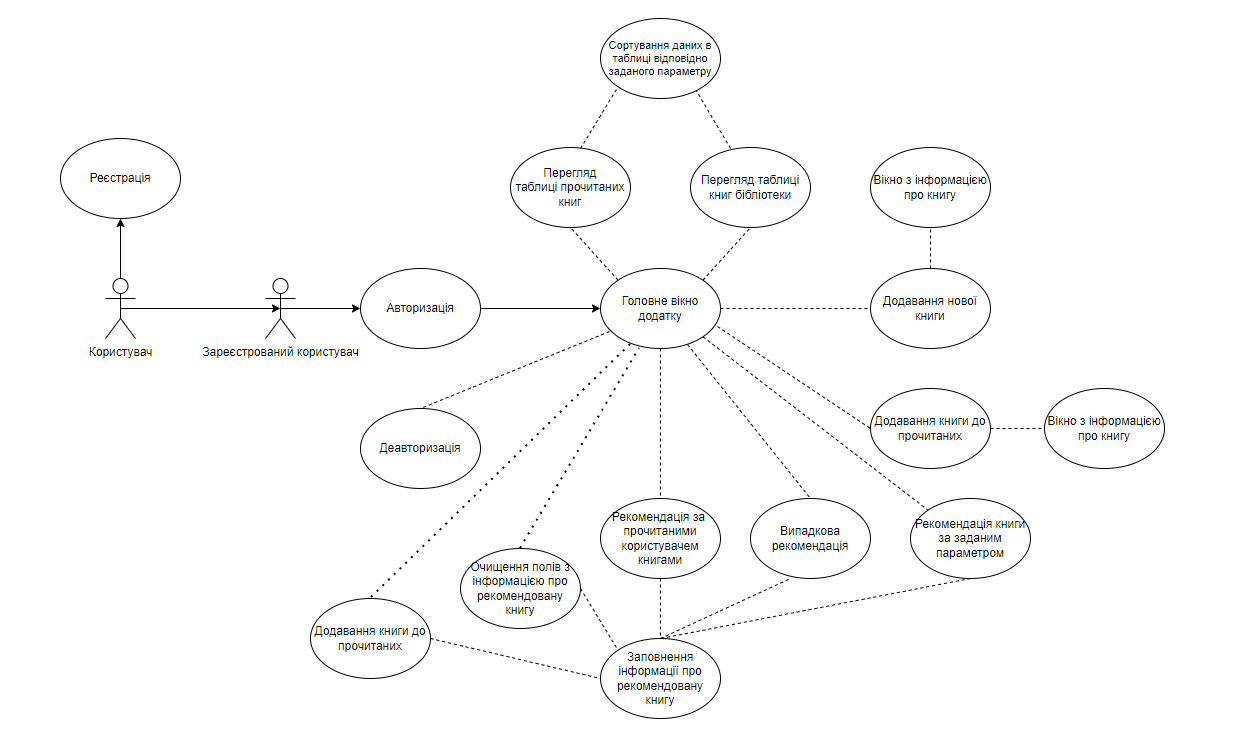 Сортування даних в
таблиці відповідно
заданого параметру
Реєстрація
Перегляд
таблиці прочитаних
книг
Перегляд таблиці
книг бібліотеки
Вікно з інформацією
про книгу
Користувач
Зареєстрований користувач
Авторизація
Головне вікно
додатку
Додавання нової
книги
Деавторизація
Додавання книги до
прочитаних
Вікно з інформацією
про книгу
Рекомендація за
прочитаними
користувачем
книгами
Випадкова
рекомендація
Рекомендація книги
за заданим
параметром
Очищення полів з
інформацією про
рекомендовану
книгу
Додавання книги до
прочитаних
Заповнення
інформації про
рекомендовану
книгу